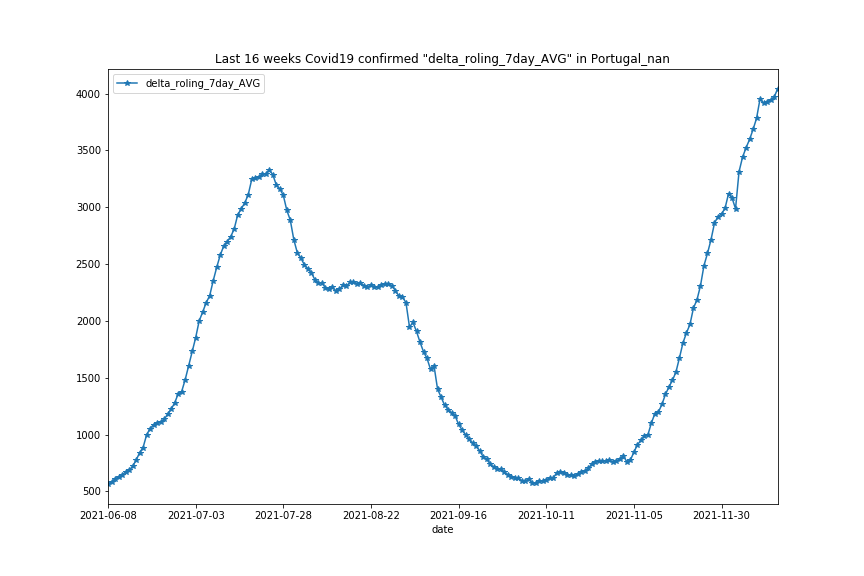 Last 16 weeks Covid19 confirmed "delta_roling_7day_AVG" in Portugal_nan
delta_roling_7day_AVG
4000
3500
3000
2500
2000
1500
1000
500
2021-06-08 2021-07-03 2021-07-28 2021-08-22 2021-09-16 2021-10-11 2021-11-05 2021-11-30
date